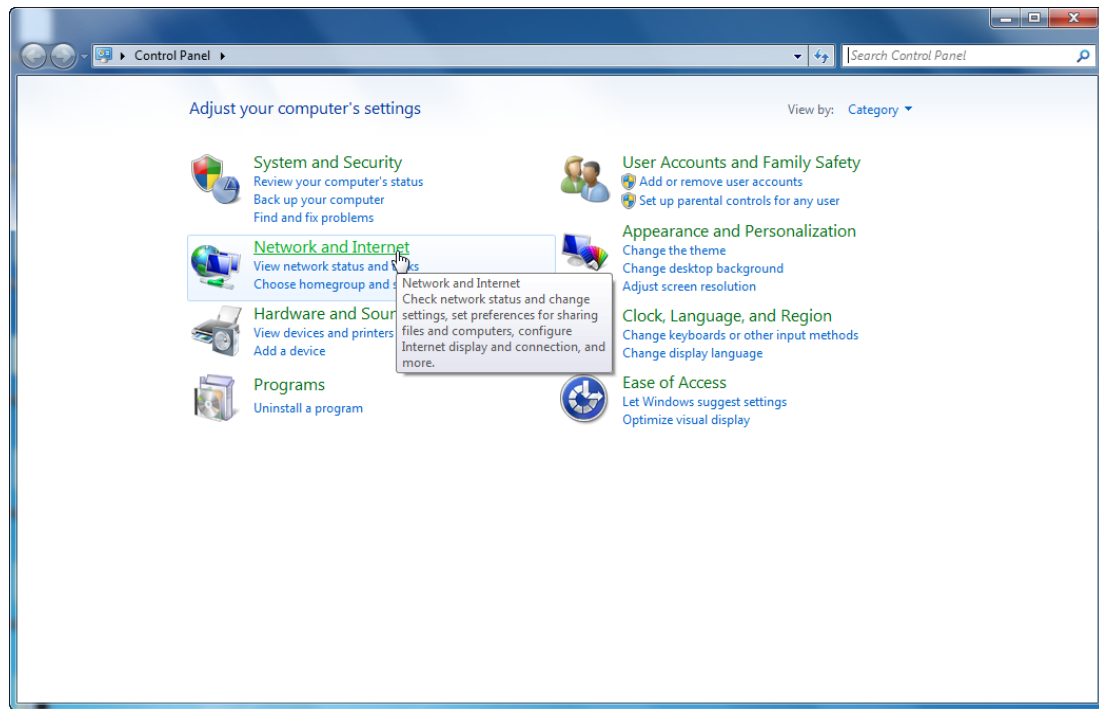 Control Panel
Search Control Panel
Adjust your computer's settings
View by: Category
System and Security
Review your computer's status
Back up your computer
Find and fix problems
Network and Internet
View network status and
Choose homegroup and
Network and Internet
Check network status and change
settings, set preferences for sharing
files and computers, configure
Internet display and connection, and
more.
Hardware and
View devices and printers
Add a device
Programs
Uninstall a program
User Accounts and Family Safety
Add or remove user accounts
Set up parental controls for any user
Appearance and Personalization
Change the theme
Change desktop background
Adjust screen resolution
Clock, Language, and Region
Change keyboards or other input methods
Change display language
Ease of Access
Let Windows suggest settings
Optimize visual display